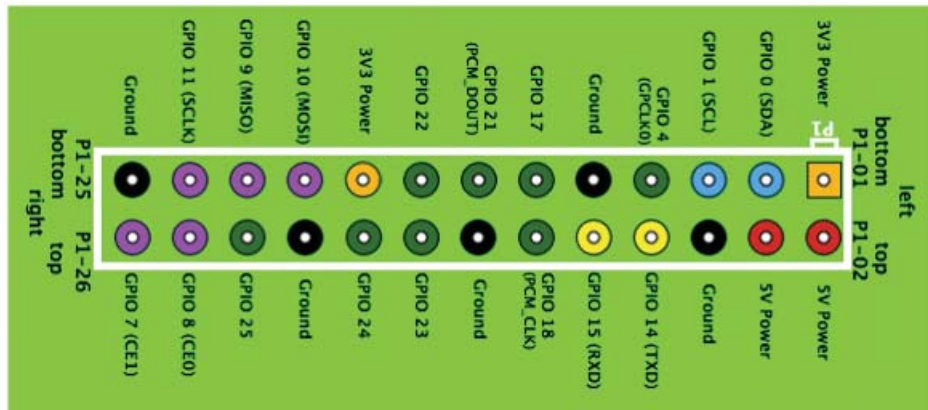 Ground
GPIO 11 (SCLK)
GPIO 9 (MISO)
GPIO 10 (MOSI)
3V3 Power
GPIO 22
GPIO 21
(PCM_DOUT)
GPIO 17
Ground
GPIO 4
(GPCLK0)
GPIO 1 (SCL)
GPIO 0 (SDA)
3V3 Power
P1
left
bottom
P1-01
top
P1-02
bottom
P1-25
right
top
P1-26
GPIO 7 (CE1)
GPIO 8 (CE0)
GPIO 25
Ground
GPIO 24
GPIO 23
Ground
GPIO 18
(PCM_CLK)
GPIO 15 (RXD)
GPIO 14 (TXD)
Ground
5V Power
5V Power